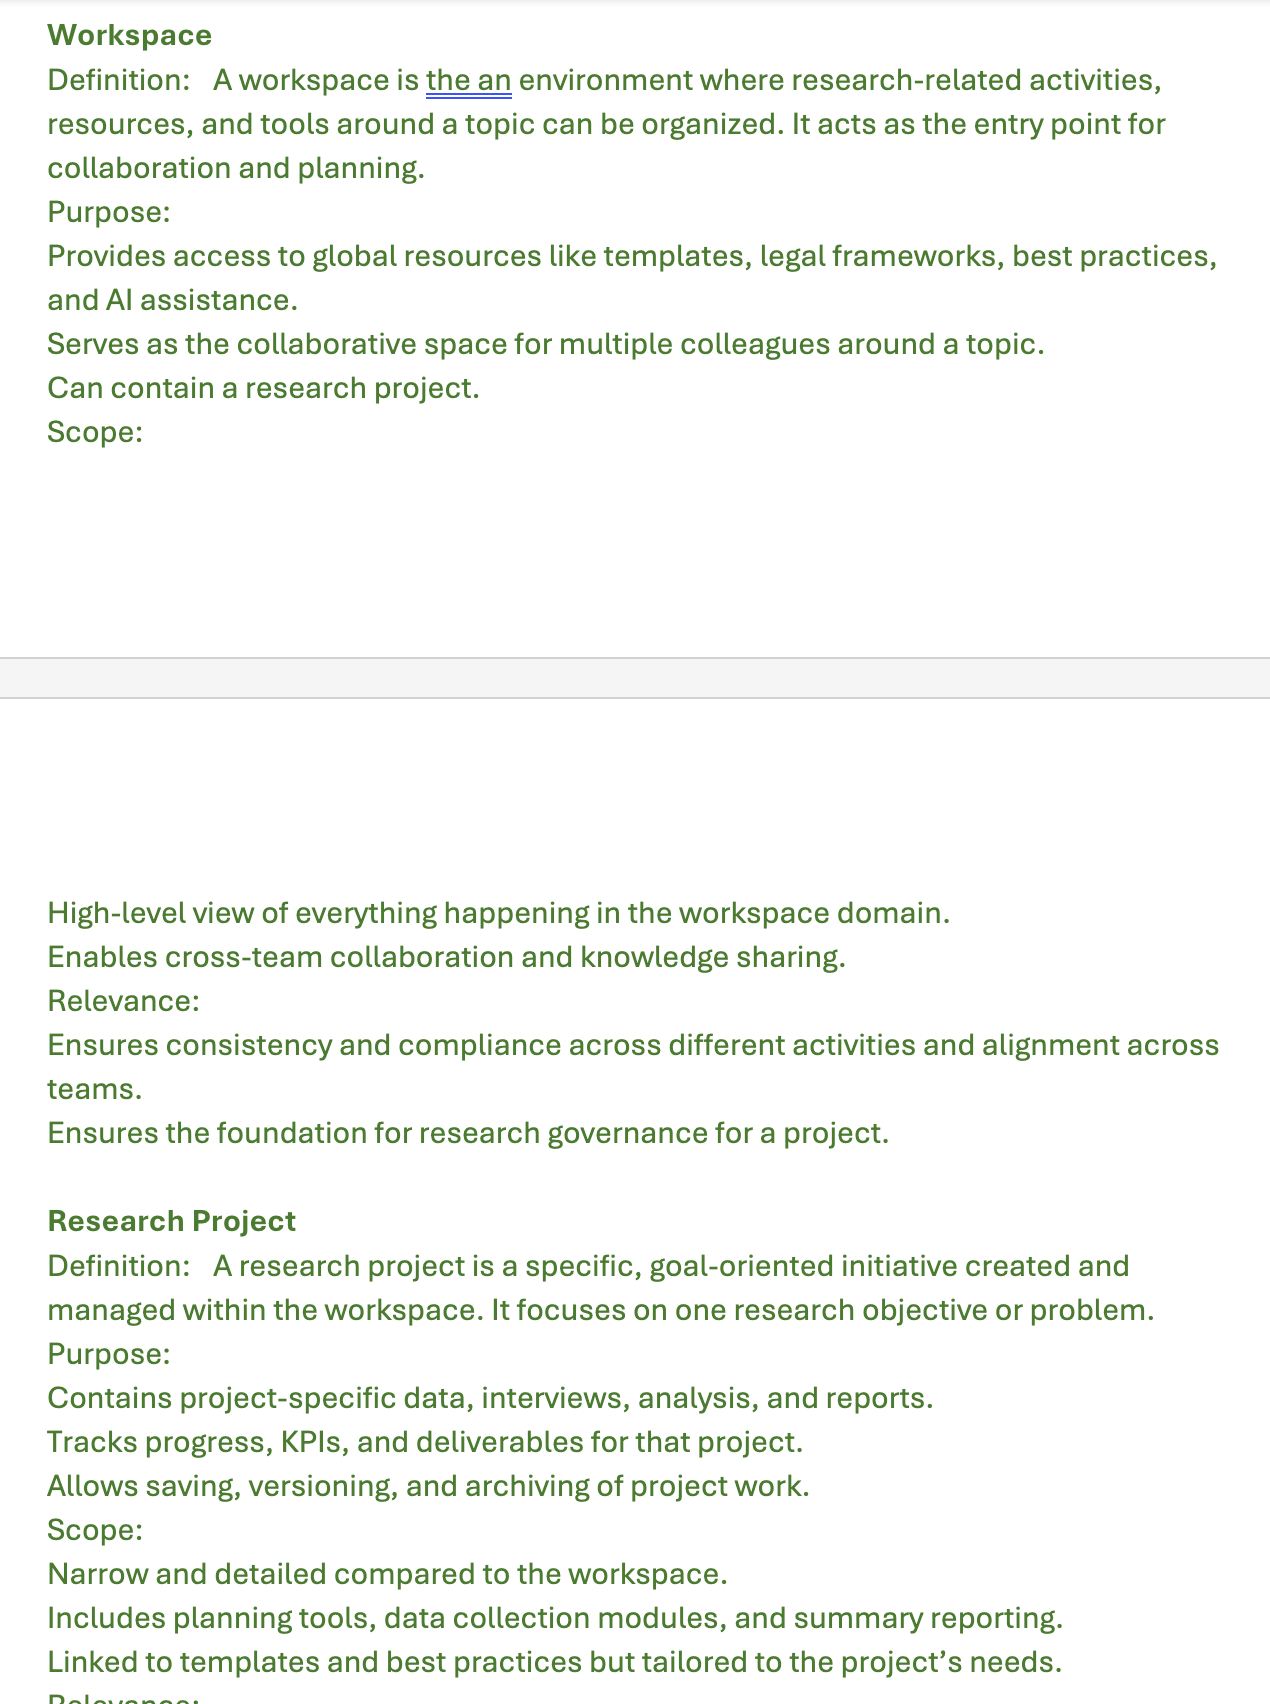 Workspace
Definition:   A workspace is the an environment where research-related activities,
resources, and tools around a topic can be organized. It acts as the entry point for
collaboration and planning.
Purpose:
Provides access to global resources like templates, legal frameworks, best practices,
and AI assistance.
Serves as the collaborative space for multiple colleagues around a topic.
Can contain a research project.
Scope:
High-level view of everything happening in the workspace domain.
Enables cross-team collaboration and knowledge sharing.
Relevance:
Ensures consistency and compliance across different activities and alignment across
teams.
Ensures the foundation for research governance for a project.
Research Project
Definition:   A research project is a specific, goal-oriented initiative created and
managed within the workspace. It focuses on one research objective or problem.
Purpose:
Contains project-specific data, interviews, analysis, and reports.
Tracks progress, KPIs, and deliverables for that project.
Allows saving, versioning, and archiving of project work.
Scope:
Narrow and detailed compared to the workspace.
Includes planning tools, data collection modules, and summary reporting.
Linked to templates and best practices but tailored to the project’s needs.
Relevance: